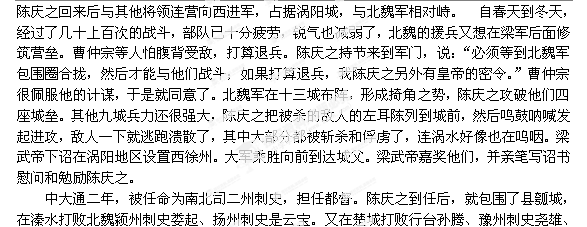 陈庆之回来后与其他将领连营向西进军，占据涡阳城，与北魏军相对峙。 自春天到冬天，
经过了几十上百次的战斗，部队已十分疲劳，锐气也减弱了，北魏的援兵又想在梁军后面修
筑营垒。曹仲宗等人怕腹背受敌，打算退兵。陈庆之持节来到军门，说：“必须等到北魏军
包围圈合拢，然后才能与他们战斗，如果打算退兵，我陈庆之另外有皇帝的密令。”曹仲宗
很佩服他的计谋，于是就同意了。北魏军在十三城布阵，形成掎角之势，陈庆之攻破他们四
座城垒。其他九城兵力还很强大，陈庆之把被杀的敌人的左耳陈列到城前，然后鸣鼓呐喊发
起进攻，敌人一下就逃跑溃散了，其中大部分都被斩杀和俘虏了，连涡水好像也在呜咽。梁
武帝下诏在涡阳地区设置西徐州。大军乘胜向前到达城父。梁武帝嘉奖他们，并亲笔写诏书
慰问和勉励陈庆之。
中大通二年，被任命为南北司二州刺史，担任都督。陈庆之到任后，就包围了县瓠城，
在溱水打败北魏颍州刺史娄起、扬州刺史是云宝。又在楚城打败行台孙腾、豫州刺史尧雄、